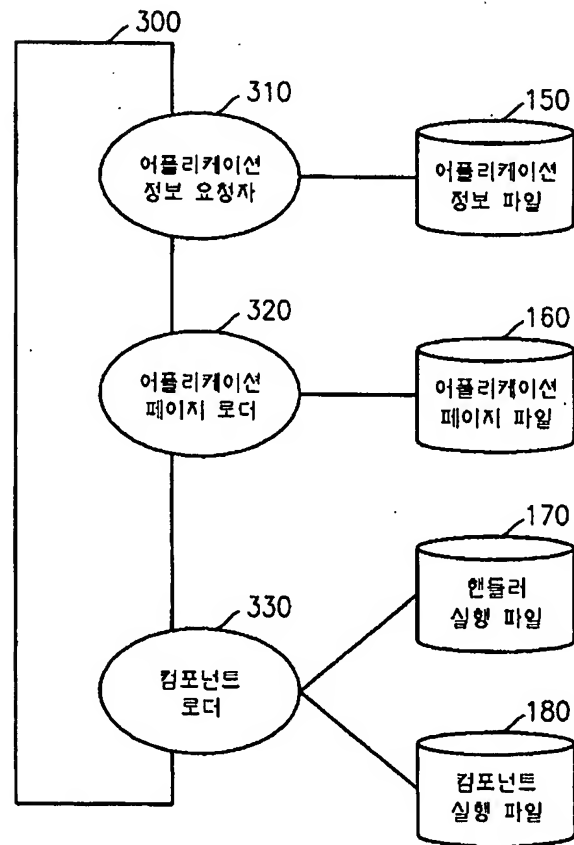 300
310
어플리케이션
정보 요청자
150
어플리케이션
정보 파일
320
어플리케이션
페이지 로더
160
어플리케이션
페이지 파일
330
컴포넌트
로더
170
핸들러
실행 파일
180
컴포넌트
실행 파일